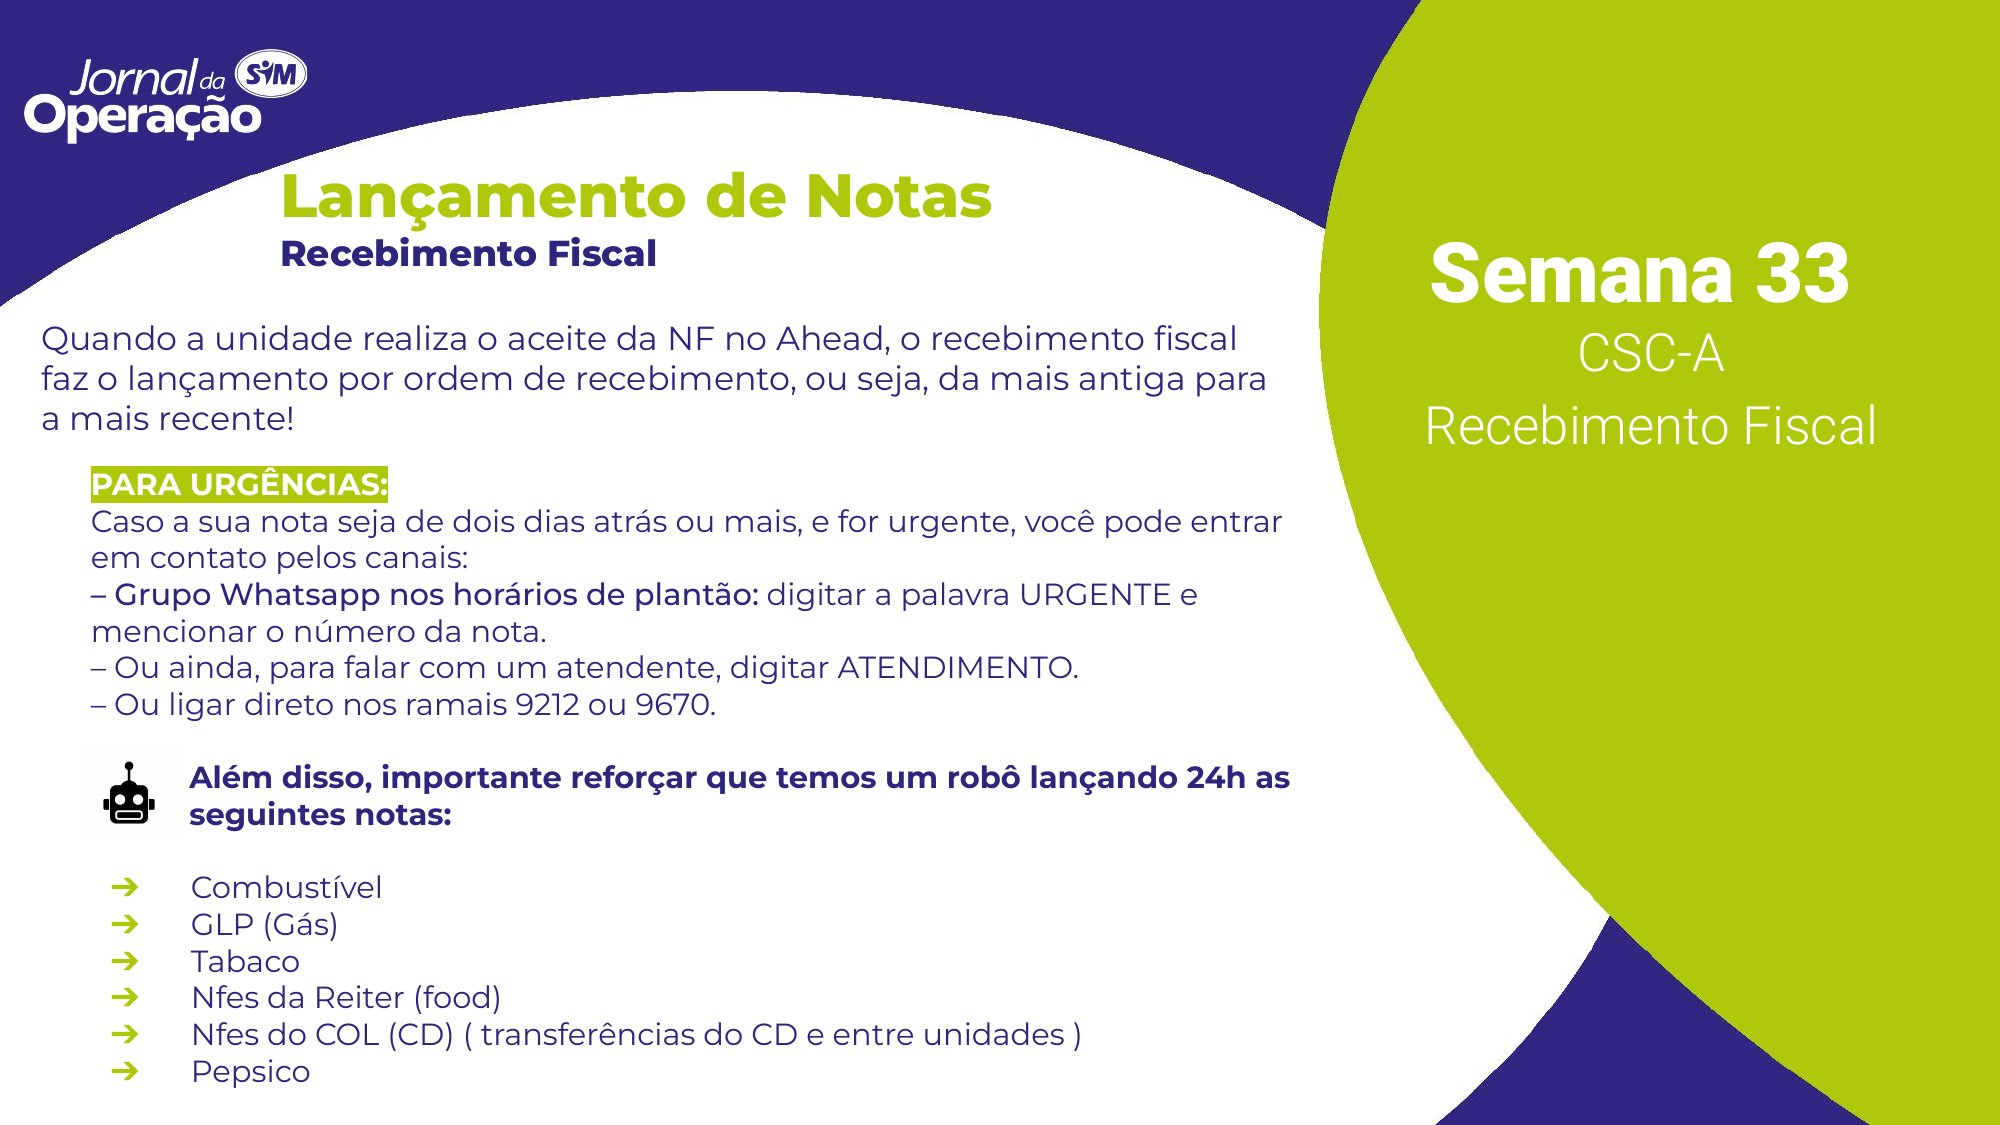 Jornal da SIM
Operação
Lançamento de Notas
Recebimento Fiscal
Quando a unidade realiza o aceite da NF no Ahead, o recebimento fiscal
faz o lançamento por ordem de recebimento, ou seja, da mais antiga para
a mais recente!
PARA URGÊNCIAS:
Caso a sua nota seja de dois dias atrás ou mais, e for urgente, você pode entrar
em contato pelos canais:
– Grupo Whatsapp nos horários de plantão: digitar a palavra URGENTE e
mencionar o número da nota.
– Ou ainda, para falar com um atendente, digitar ATENDIMENTO.
– Ou ligar direto nos ramais 9212 ou 9670.
Além disso, importante reforçar que temos um robô lançando 24h as
seguintes notas:
➔ Combustível
➔ GLP (Gás)
➔ Tabaco
➔ Nfes da Reiter (food)
➔ Nfes do COL (CD) ( transferências do CD e entre unidades )
➔ Pepsico
Semana 33
CSC-A
Recebimento Fiscal